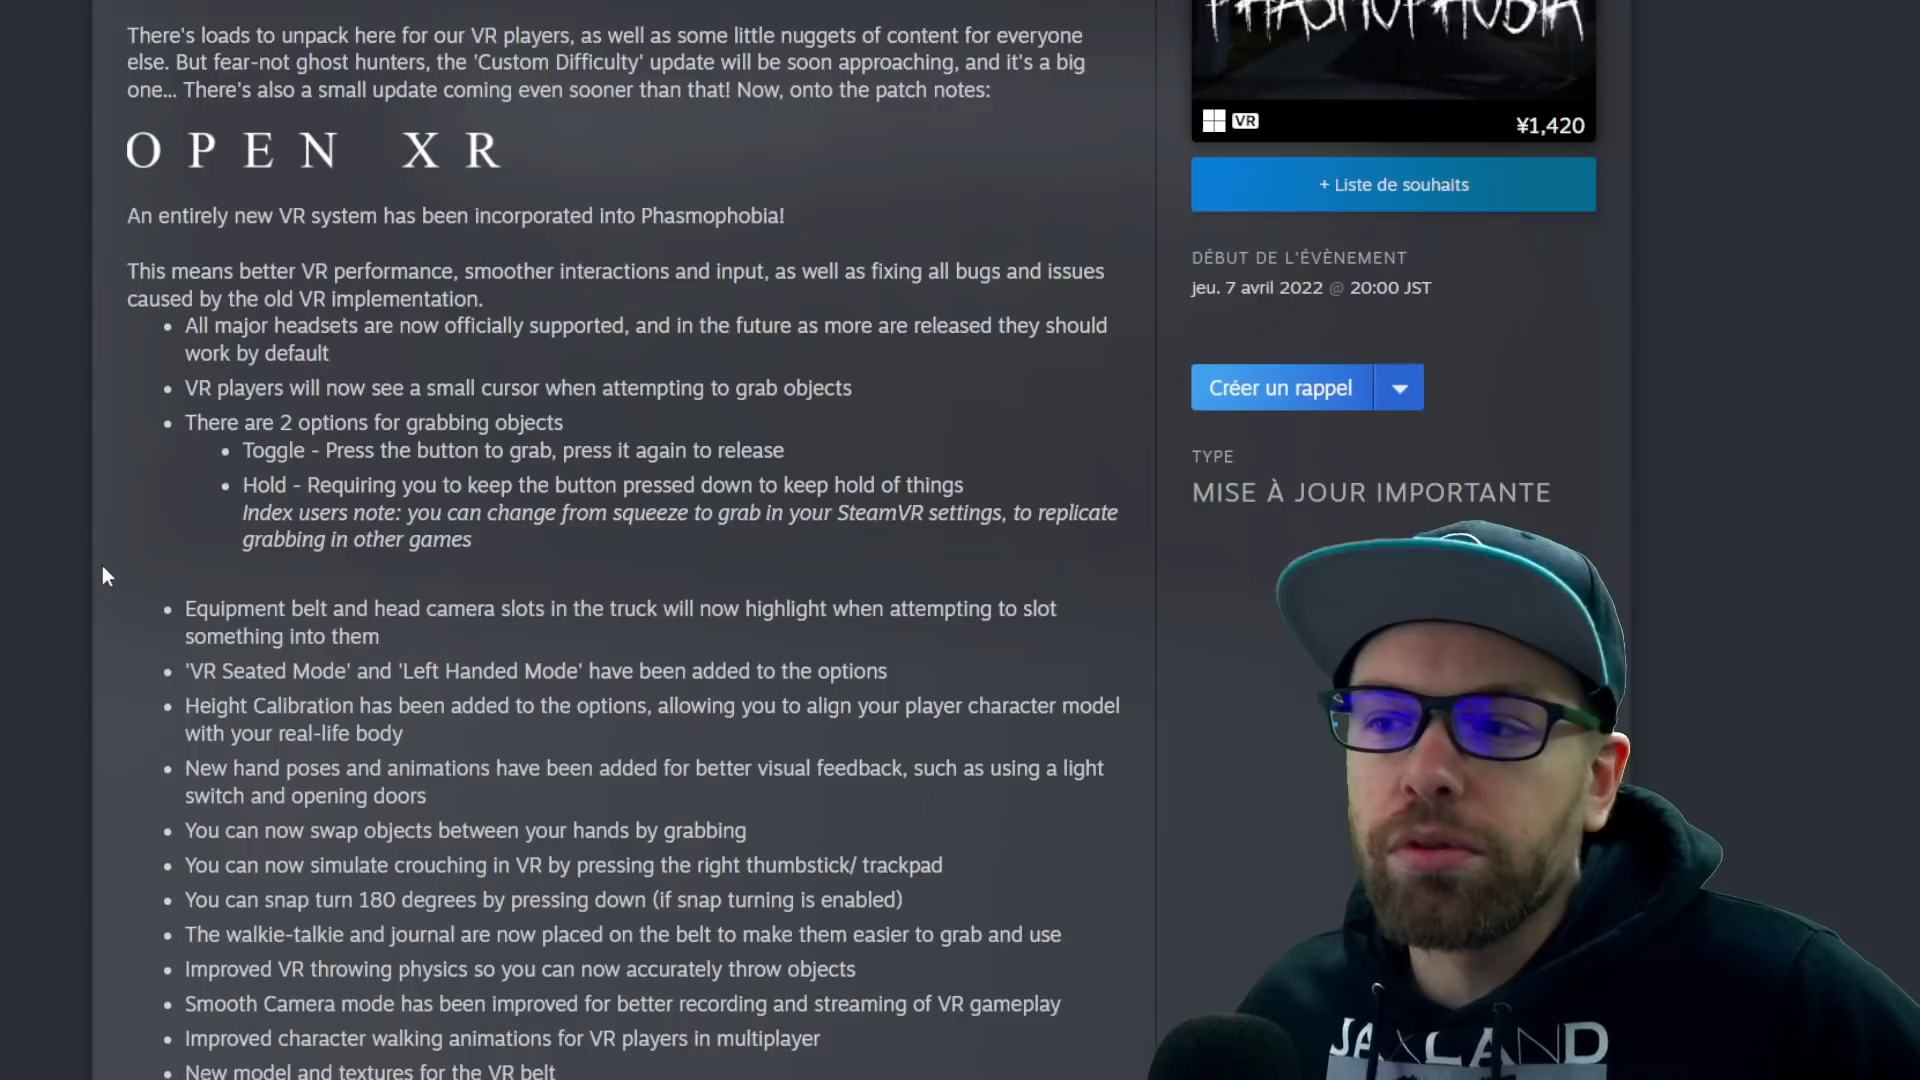 There's loads to unpack here for our VR players, as well as some little nuggets of content for everyone
else. But fear-not ghost hunters, the 'Custom Difficulty' update will be soon approaching, and it's a big
one... There's also a small update coming even sooner than that! Now, onto the patch notes:
OPEN XR
An entirely new VR system has been incorporated into Phasmophobia!
This means better VR performance, smoother interactions and input, as well as fixing all bugs and issues
caused by the old VR implementation.
• All major headsets are now officially supported, and in the future as more are released they should
work by default
• VR players will now see a small cursor when attempting to grab objects
• There are 2 options for grabbing objects
• Toggle - Press the button to grab, press it again to release
• Hold - Requiring you to keep the button pressed down to keep hold of things
Index users note: you can change from squeeze to grab in your SteamVR settings, to replicate
grabbing in other games
• Equipment belt and head camera slots in the truck will now highlight when attempting to slot
something into them
• 'VR Seated Mode' and 'Left Handed Mode' have been added to the options
• Height Calibration has been added to the options, allowing you to align your player character model
with your real-life body
• New hand poses and animations have been added for better visual feedback, such as using a light
switch and opening doors
• You can now swap objects between your hands by grabbing
• You can now simulate crouching in VR by pressing the right thumbstick/ trackpad
• You can snap turn 180 degrees by pressing down (if snap turning is enabled)
• The walkie-talkie and journal are now placed on the belt to make them easier to grab and use
• Improved VR throwing physics so you can now accurately throw objects
• Smooth Camera mode has been improved for better recording and streaming of VR gameplay
• Improved character walking animations for VR players in multiplayer
• New model and textures for the VR belt
PHASMOPHOBIA
VR
¥1,420
+ Liste de souhaits
DÉBUT DE L'ÉVÈNEMENT
jeu. 7 avril 2022 @ 20:00 JST
Créer un rappel
TYPE
MISE À JOUR IMPORTANTE
JAXLAND